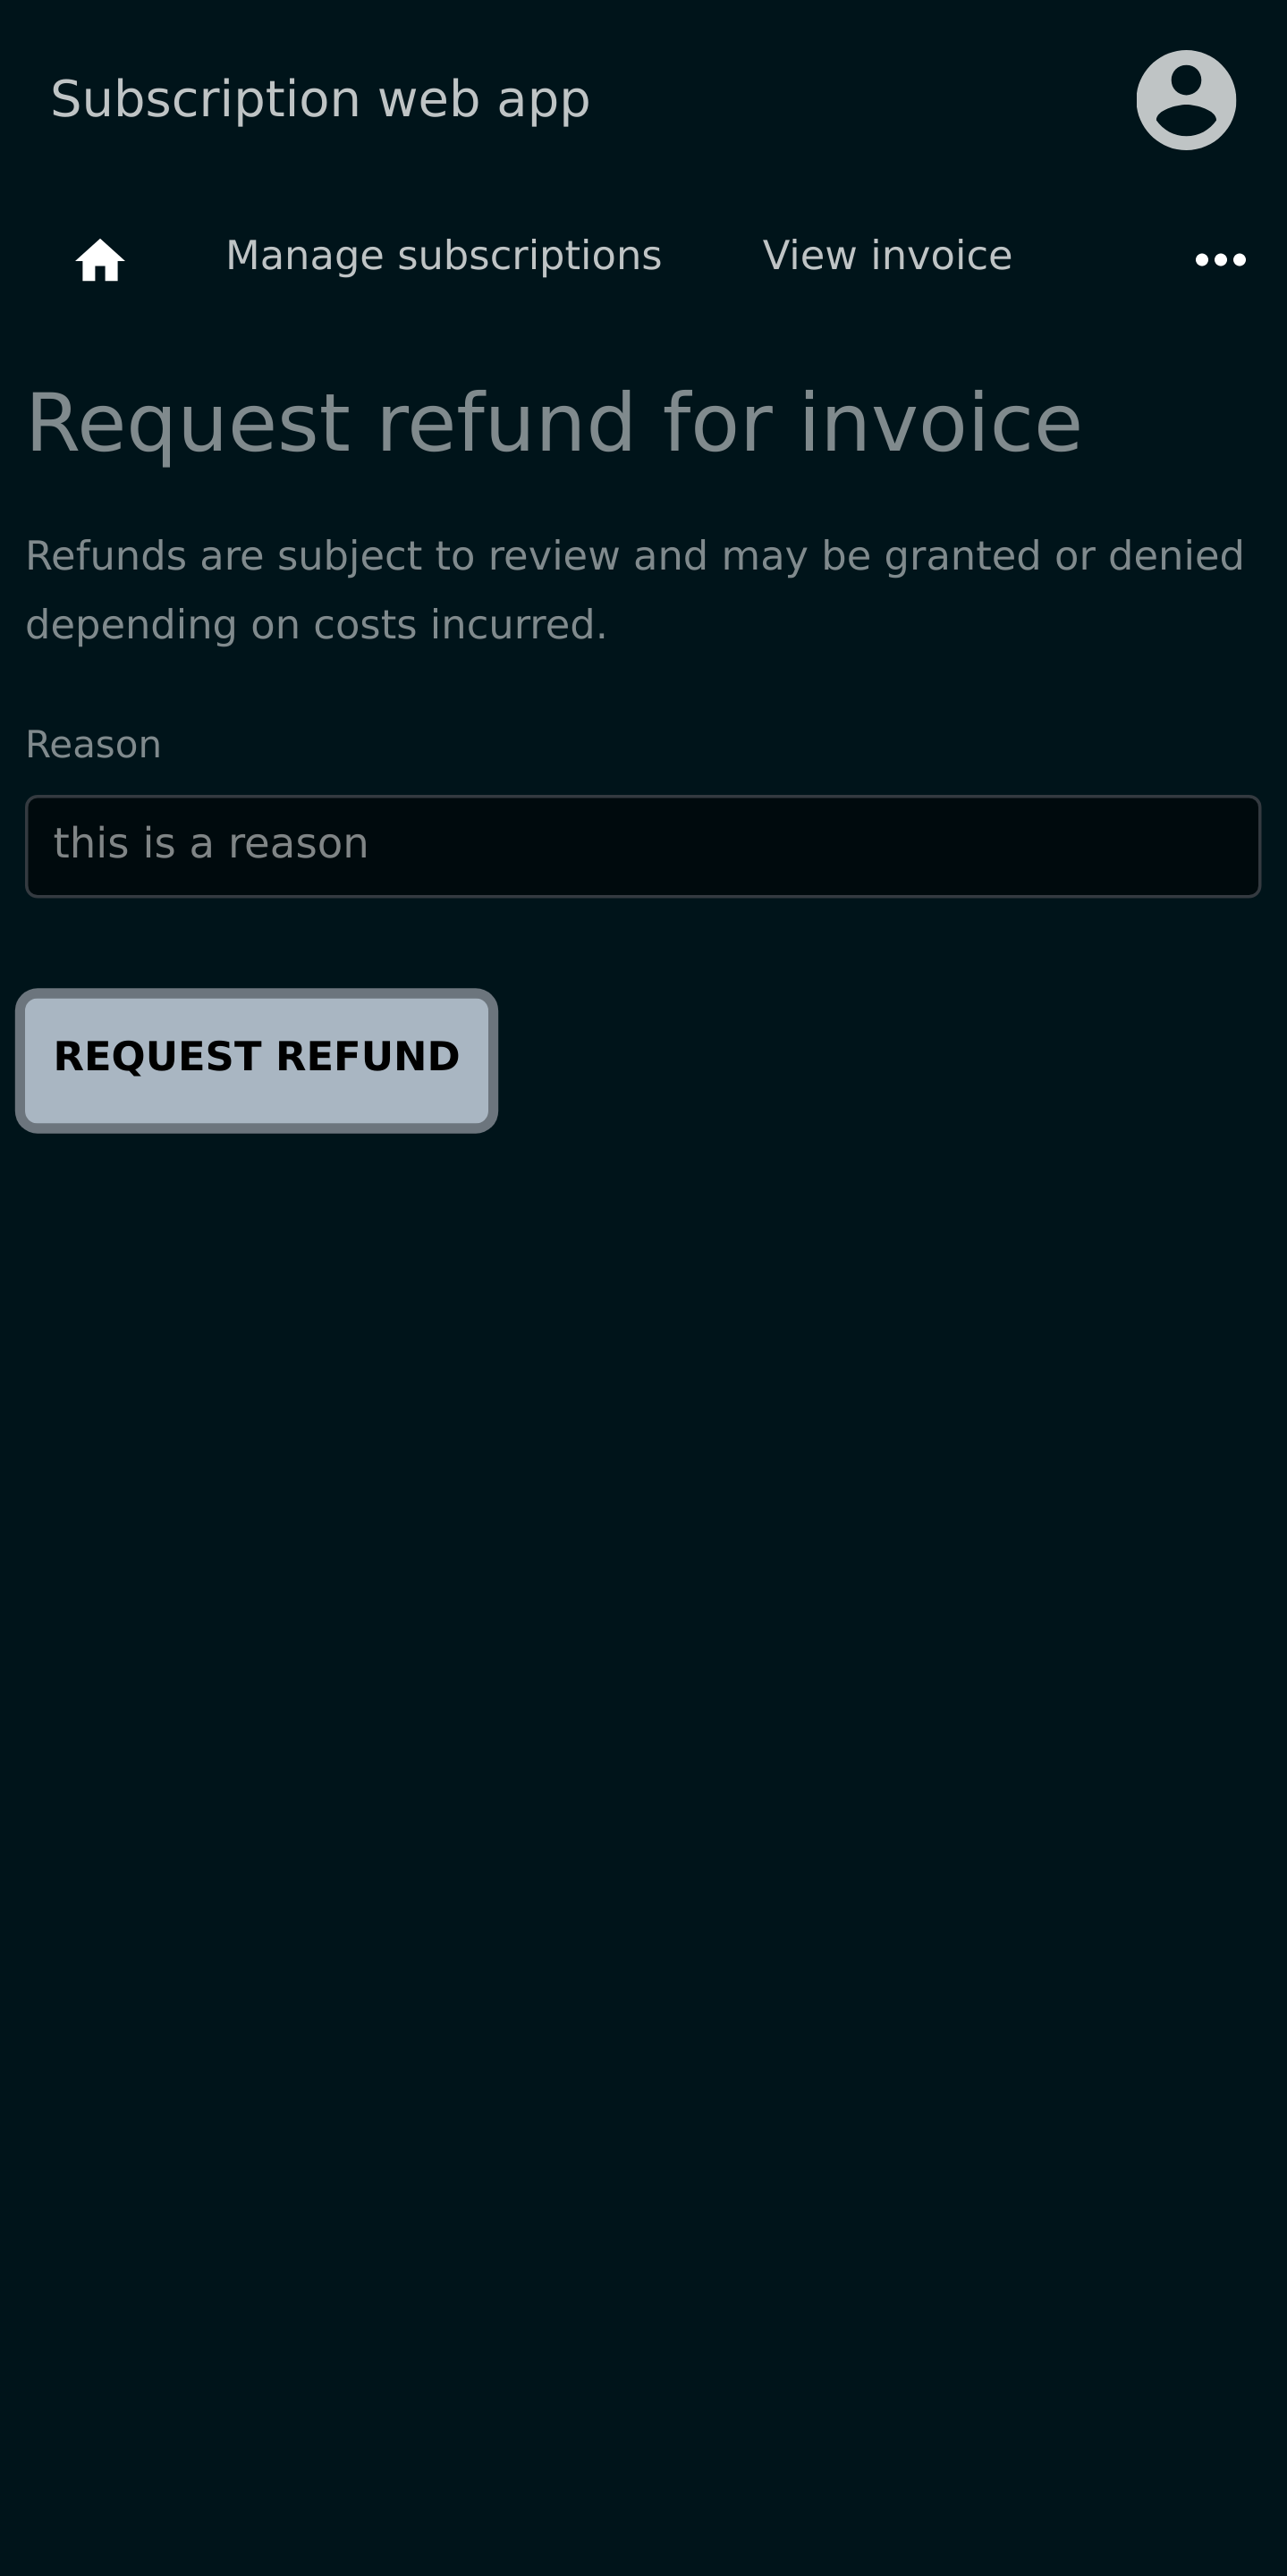 Subscription web app
Manage subscriptions View invoice
Request refund for invoice
Refunds are subject to review and may be granted or denied
depending on costs incurred.
Reason
this is a reason
REQUEST REFUND